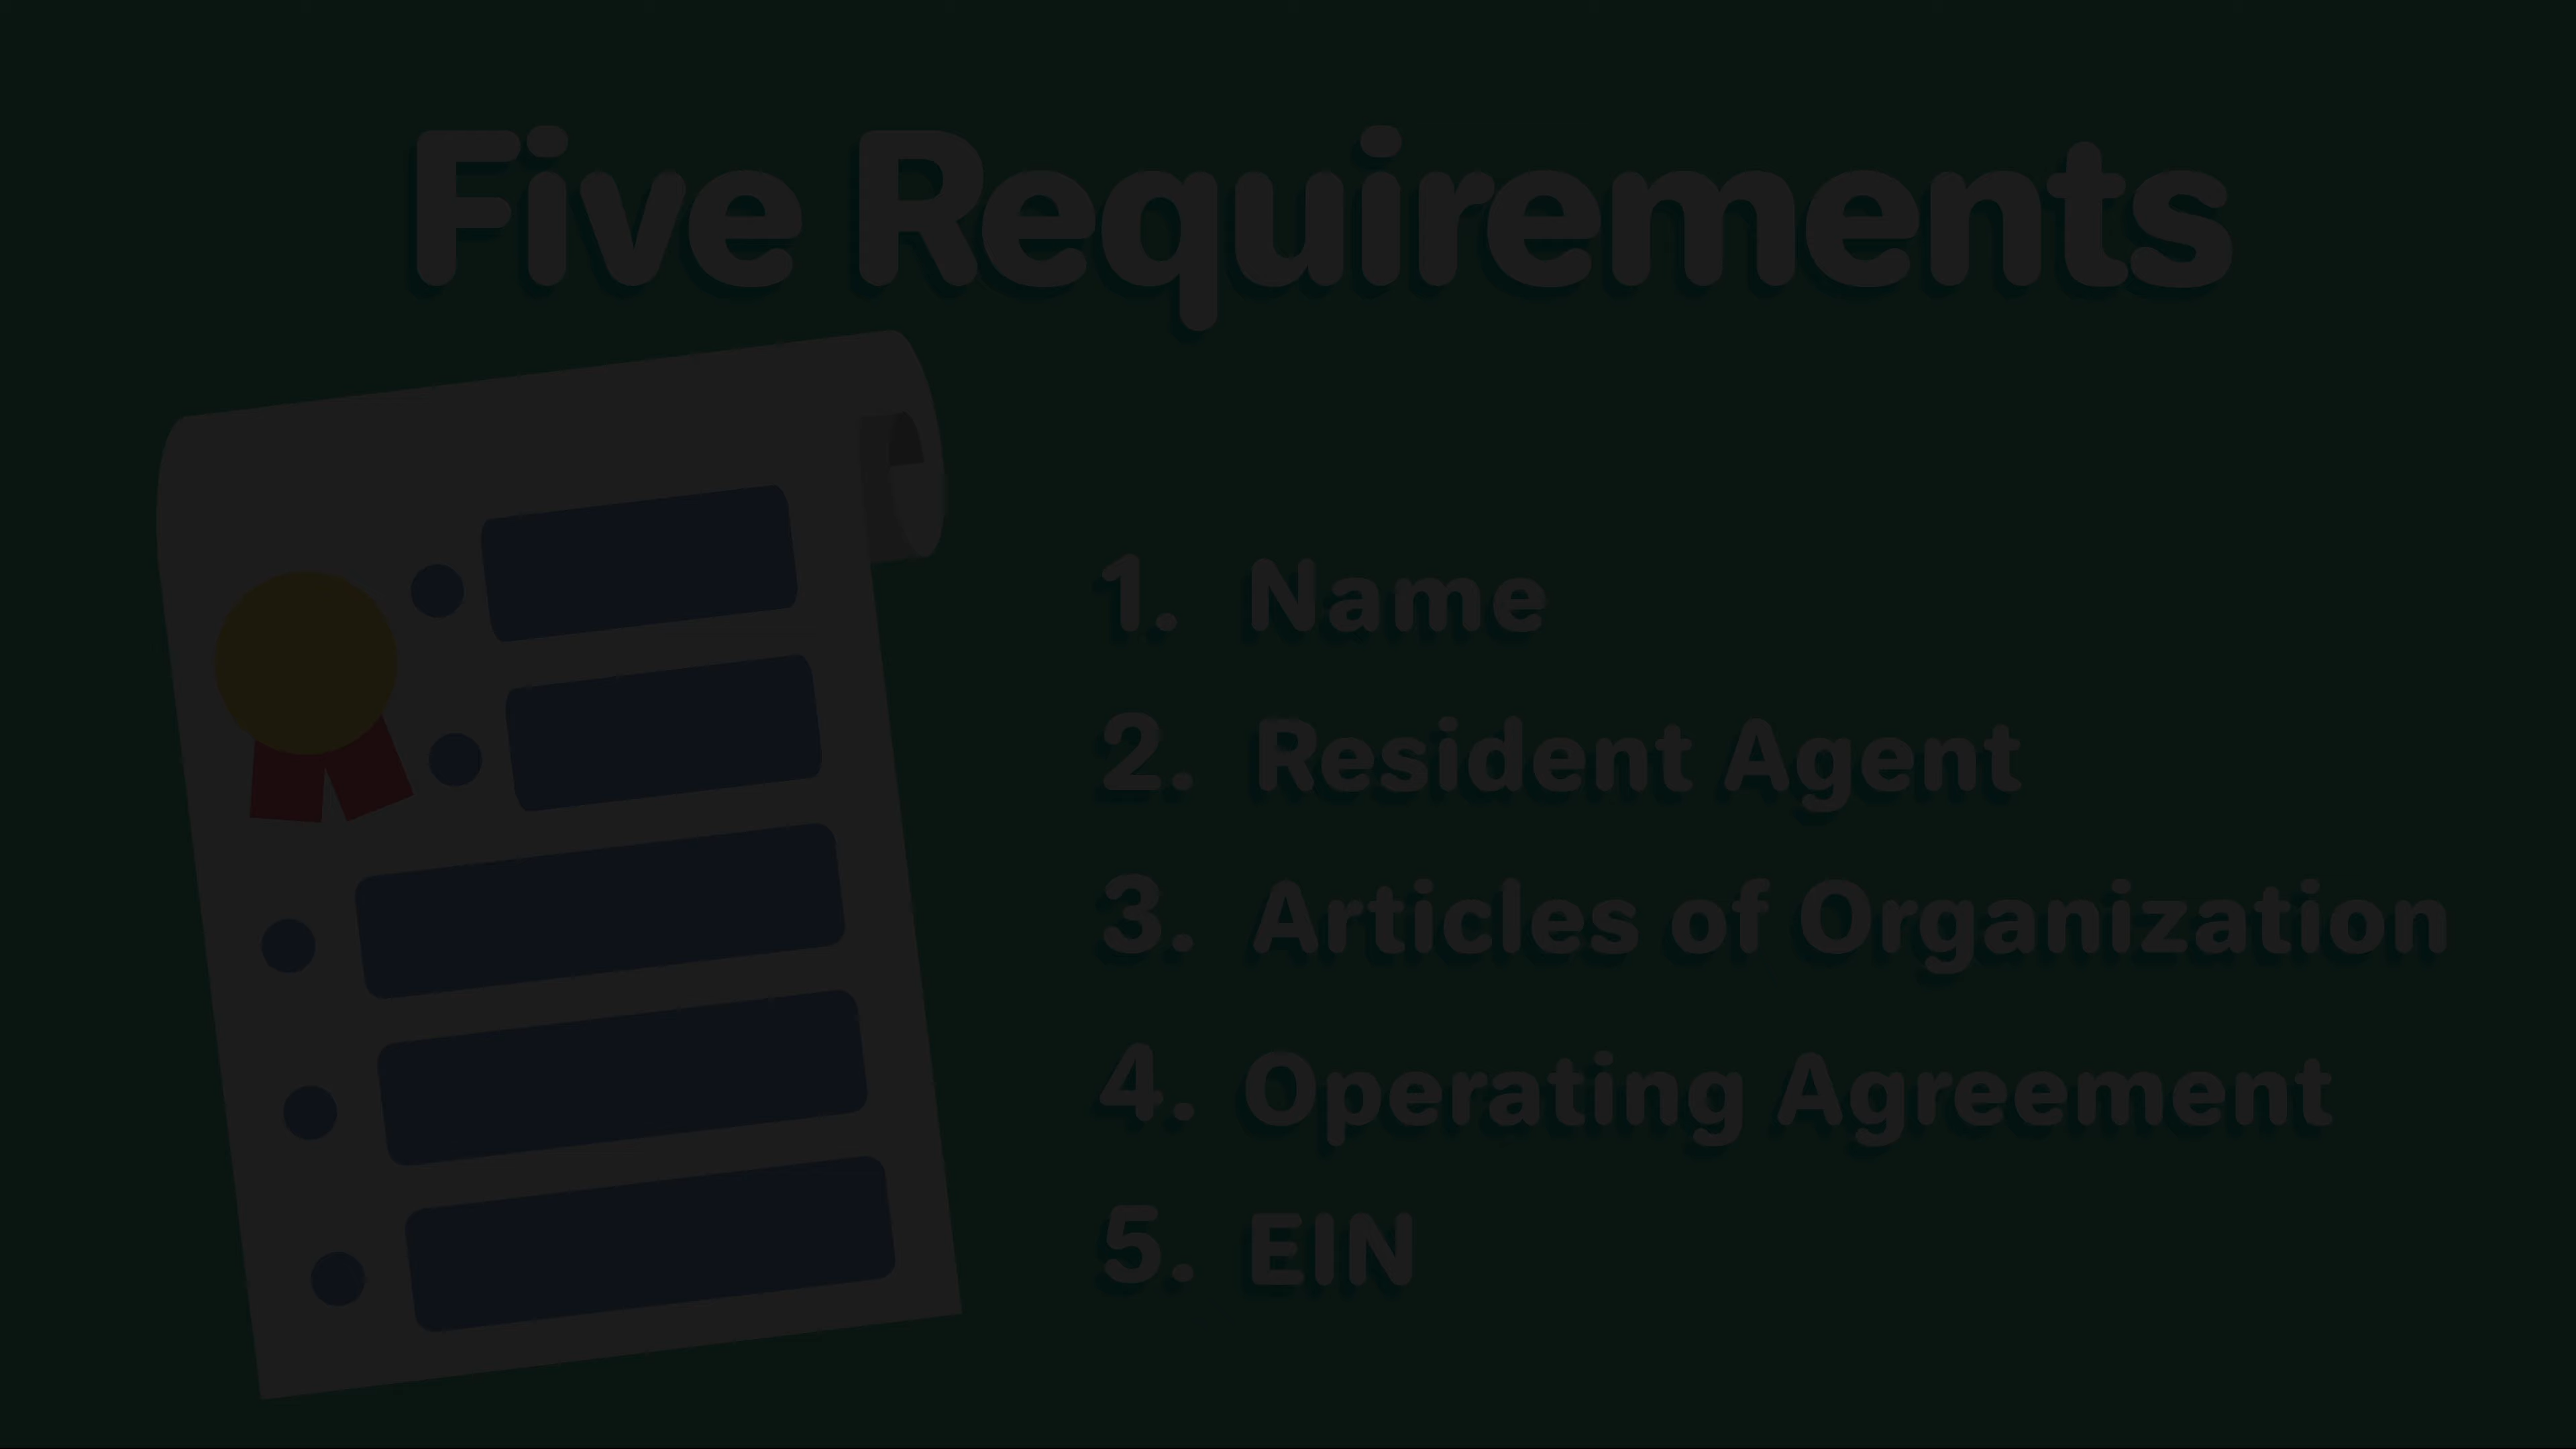 Five Requirements
1. Name
2. Resident Agent
3. Articles of Organization
4. Operating Agreement
5. EIN